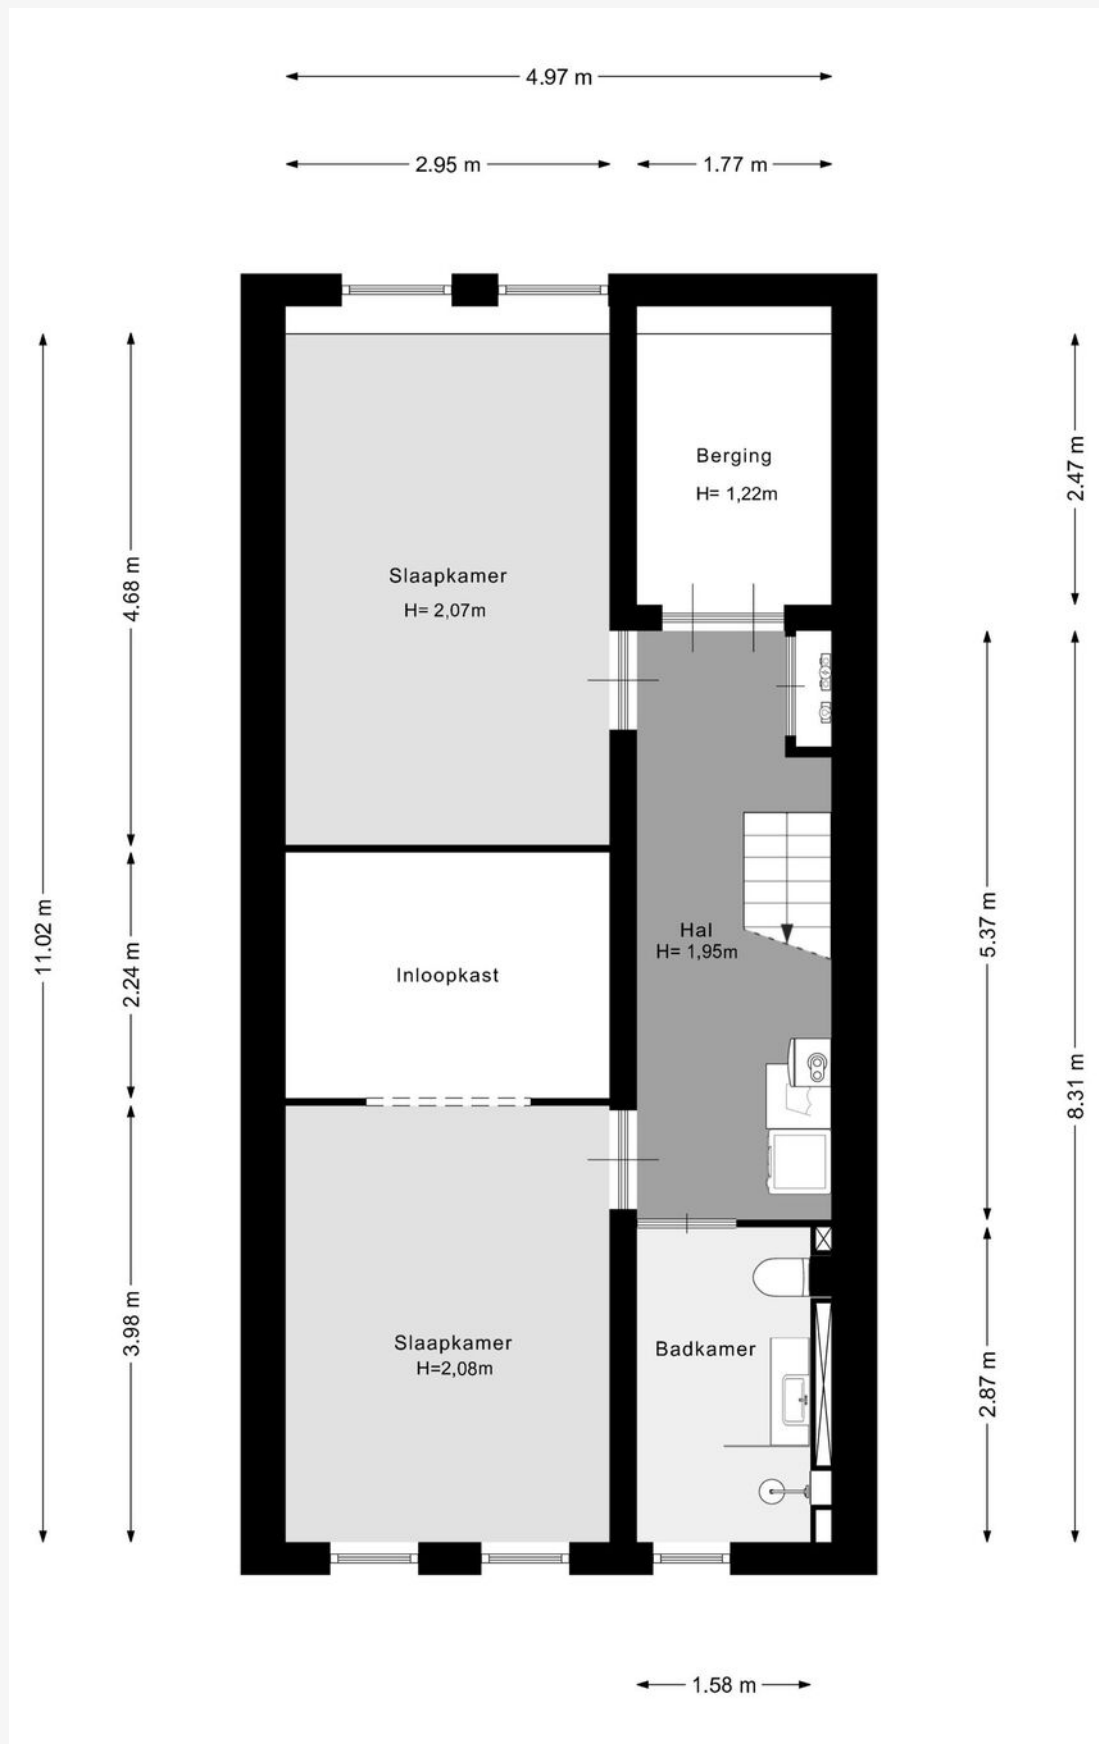 4.97 m
2.95 m
1.77 m
Berging
H= 1,22m
2.47 m
Slaapkamer
H= 2,07m
4.68 m
11.02 m
Hal
H= 1,95m
5.37 m
Inloopkast
2.24 m
8.31 m
Slaapkamer
H=2,08m
3.98 m
Badkamer
2.87 m
1.58 m